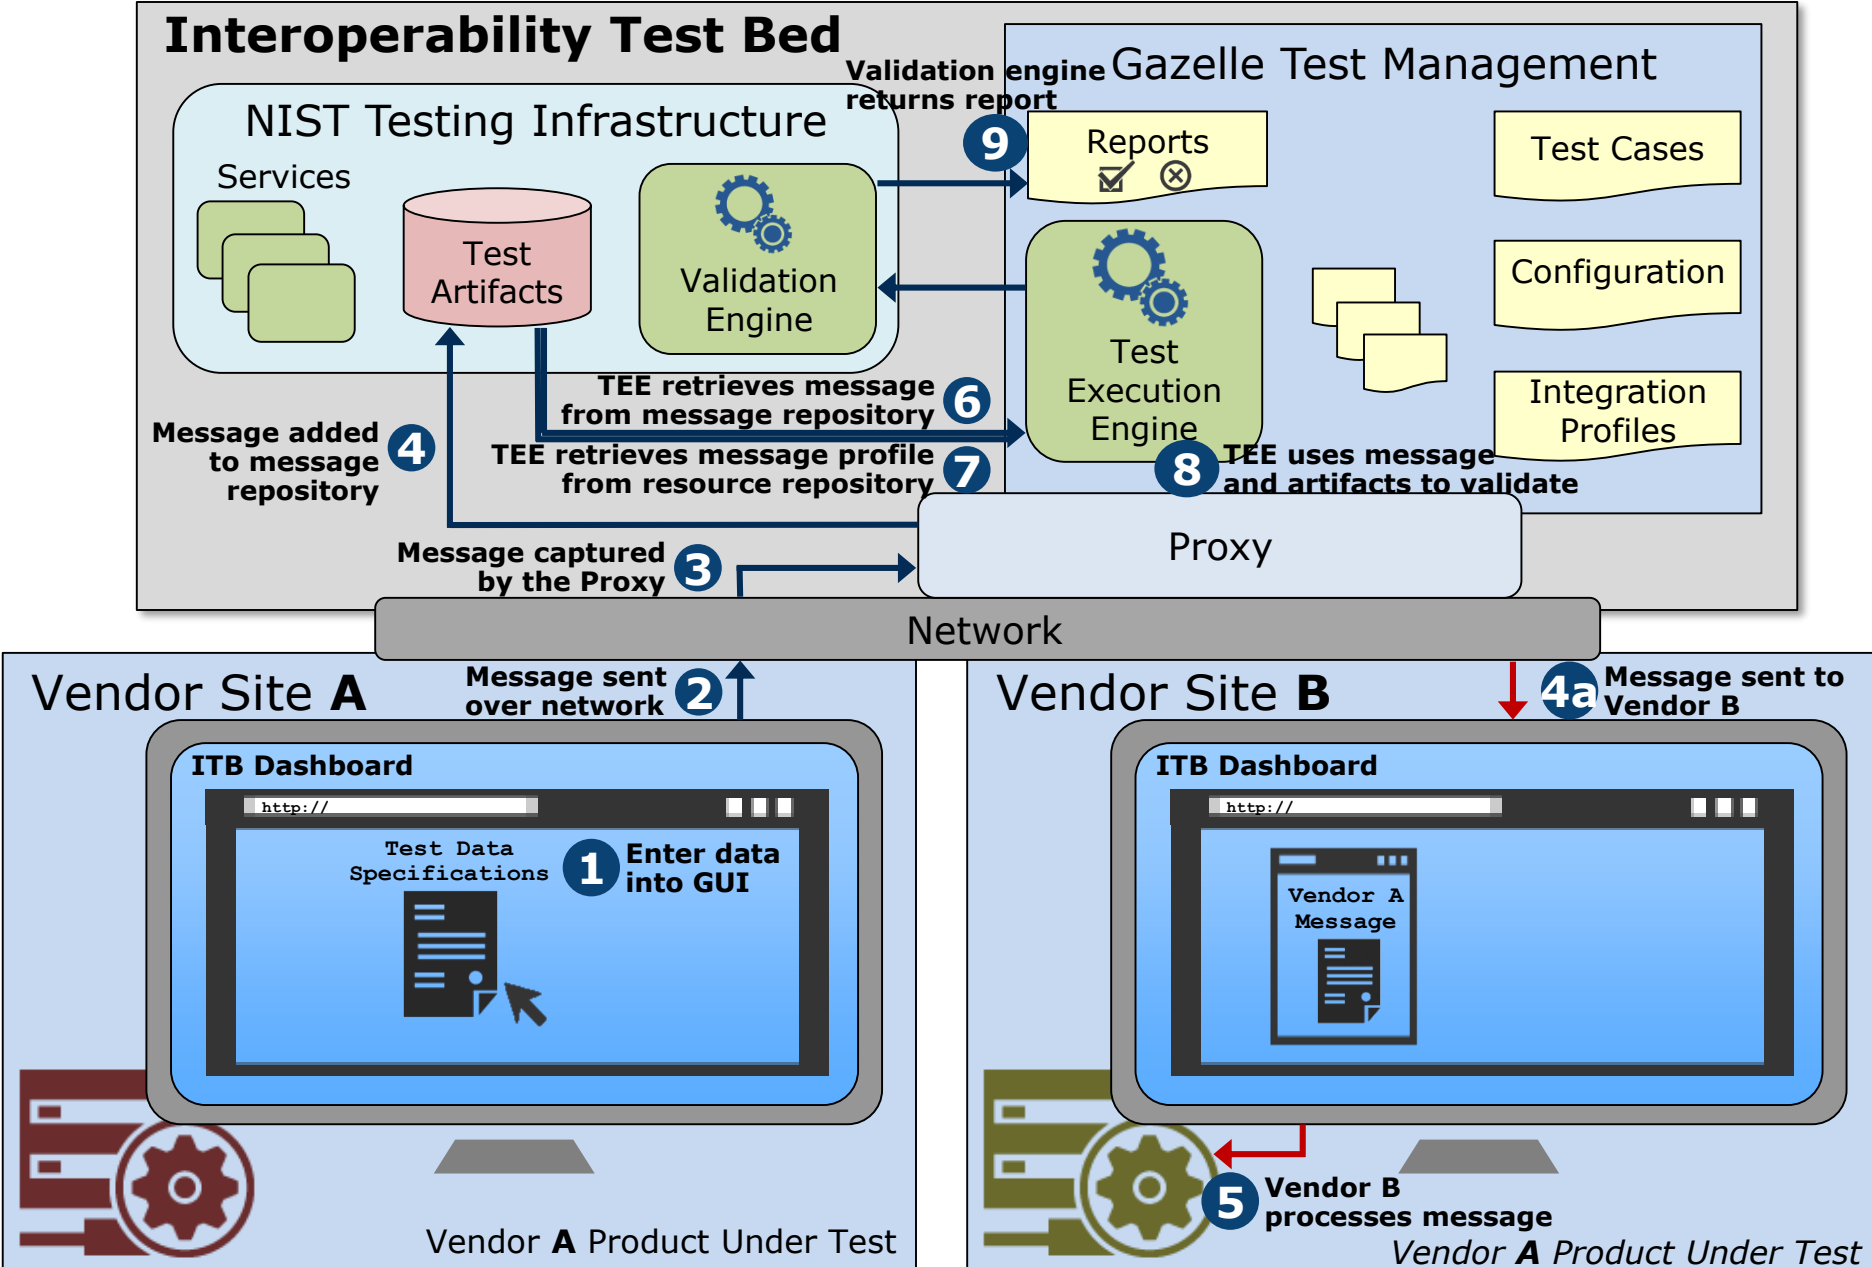 Interoperability Test Bed
Gazelle Test Management
Validation engine
returns report
9
NIST Testing Infrastructure
Services
Test
Artifacts
Validation
Engine
Reports
Test Cases
Configuration
Integration
Profiles
Test
Execution
Engine
TEE retrieves message
from message repository
6
Message added
to message
repository
4
TEE retrieves message profile
from resource repository
7
8
TEE uses message
and artifacts to validate
Message captured
by the Proxy
3
Proxy
Network
Vendor Site A
Message sent
over network
2
ITB Dashboard
http://
Test Data
Specifications
1
Enter data
into GUI
Vendor A Product Under Test
Vendor Site B
4a
Message sent to
Vendor B
ITB Dashboard
http://
Vendor A
Message
5
Vendor B
processes message
Vendor A Product Under Test